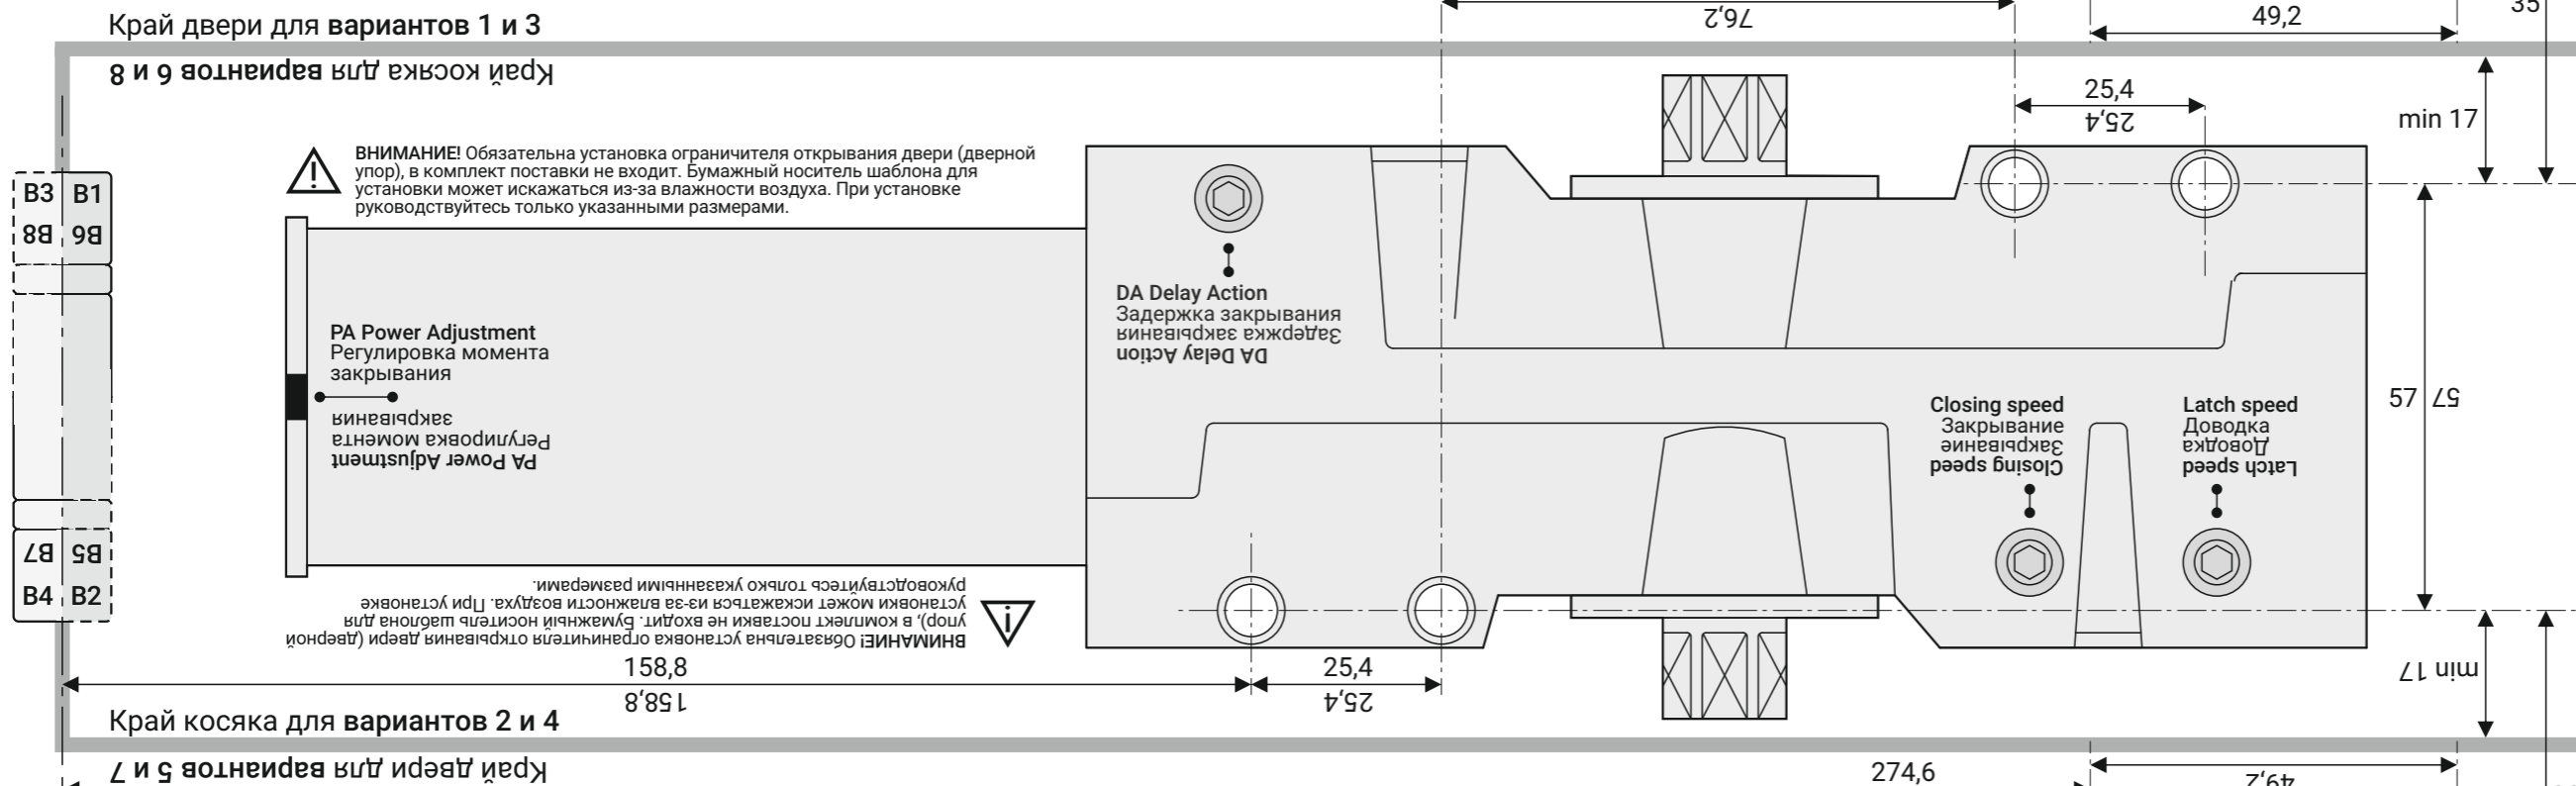 Край двери для вариантов 1 и 3
76,2
49,2
35
Край косяка для вариантов 6 и 8
25,4
25,4
min 17
ВНИМАНИЕ! Обязательна установка ограничителя открывания двери (дверной
упор), в комплект поставки не входит. Бумажный носитель шаблона для
установки может искажаться из-за влажности воздуха. При установке
руководствуйтесь только указанными размерами.
B3 B1
B8 B6
DA Delay Action
Задержка закрывания
Задержка закрывания
DA Delay Action
PA Power Adjustment
Регулировка момента
закрывания
закрывания
Регулировка момента
PA Power Adjustment
57 57
Closing speed
Закрывание
Закрывание
Closing speed
Latch speed
Доводка
Доводка
Latch speed
B7 B5
B4 B2
ВНИМАНИЕ! Обязательна установка ограничителя открывания двери (дверной
упор), в комплект поставки не входит. Бумажный носитель шаблона для
установки может искажаться из-за влажности воздуха. При установке
руководствуйтесь только указанными размерами.
158,8
158,8
25,4
25,4
min 17
Край косяка для вариантов 2 и 4
Край двери для вариантов 5 и 7
274,6
49,2